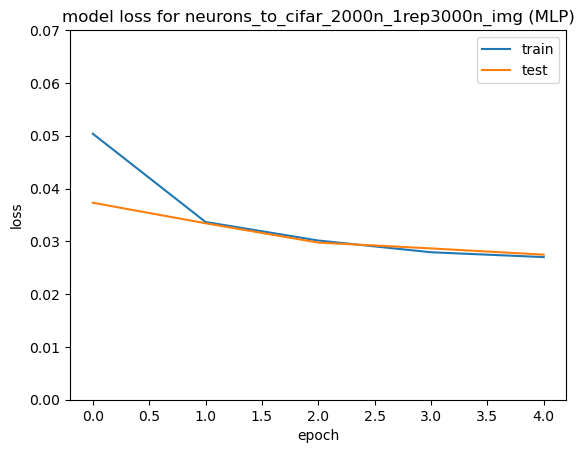 model loss for neurons_to_cifar_2000n_1rep3000n_img (MLP)
0.07
0.06
0.05
0.04
0.03
0.02
0.01
0.00
loss
train
test
0.0 0.5 1.0 1.5 2.0 2.5 3.0 3.5 4.0
epoch